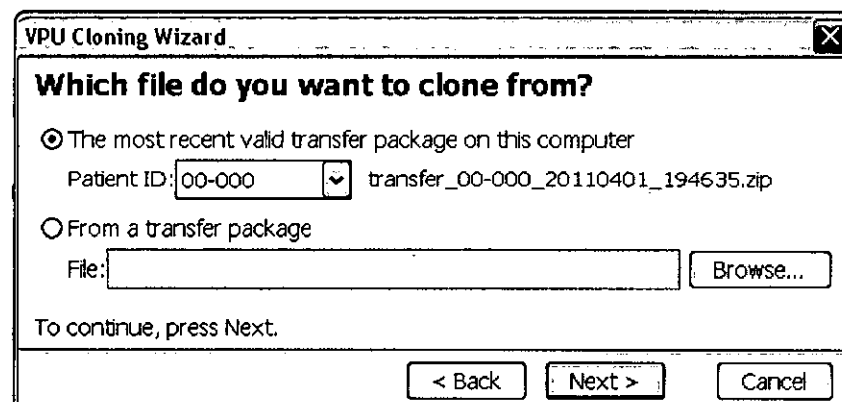 VPU Cloning Wizard
Which file do you want to clone from?
The most recent valid transfer package on this computer
Patient ID: 00-000 transfer_00-000_20110401_194635.zip
From a transfer package
File: Browse...
To continue, press Next.
< Back Next > Cancel